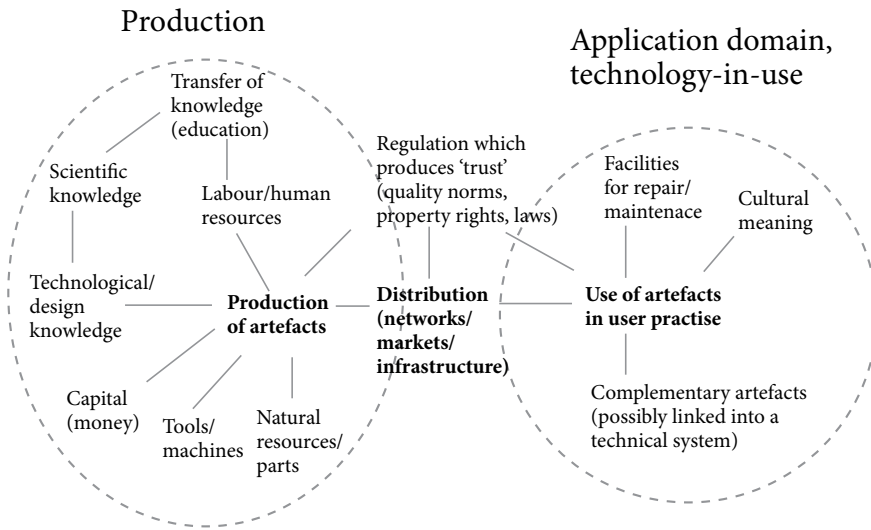 Production
Application domain,
technology-in-use
Transfer of
knowledge
(education)
Scientific
knowledge
Labour/human
resources
Technological/
design
knowledge
Production
of artefacts
Capital
(money)
Tools/
machines
Natural
resources/
parts
Regulation which
produces ‘trust’
(quality norms,
property rights, laws)
Distribution
(networks/
markets/
infrastructure)
Facilities
for repair/
maintenace
Cultural
meaning
Use of artefacts
in user practise
Complementary artefacts
(possibly linked into a
technical system)